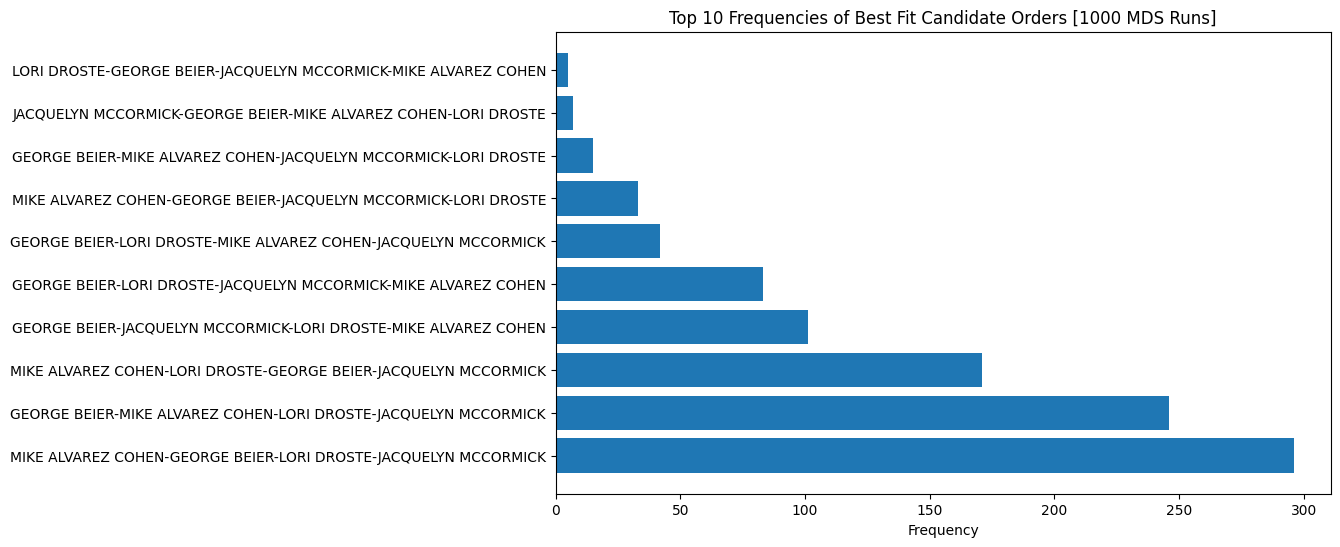 Top 10 Frequencies of Best Fit Candidate Orders [1000 MDS Runs]
LORI DROSTE-GEORGE BEIER-JACQUELYN MCCORMICK-MIKE ALVAREZ COHEN
JACQUELYN MCCORMICK-GEORGE BEIER-MIKE ALVAREZ COHEN-LORI DROSTE
GEORGE BEIER-MIKE ALVAREZ COHEN-JACQUELYN MCCORMICK-LORI DROSTE
MIKE ALVAREZ COHEN-GEORGE BEIER-JACQUELYN MCCORMICK-LORI DROSTE
GEORGE BEIER-LORI DROSTE-MIKE ALVAREZ COHEN-JACQUELYN MCCORMICK
GEORGE BEIER-LORI DROSTE-JACQUELYN MCCORMICK-MIKE ALVAREZ COHEN
GEORGE BEIER-JACQUELYN MCCORMICK-LORI DROSTE-MIKE ALVAREZ COHEN
MIKE ALVAREZ COHEN-LORI DROSTE-GEORGE BEIER-JACQUELYN MCCORMICK
GEORGE BEIER-MIKE ALVAREZ COHEN-LORI DROSTE-JACQUELYN MCCORMICK
MIKE ALVAREZ COHEN-GEORGE BEIER-LORI DROSTE-JACQUELYN MCCORMICK
0 50 100 150 200 250 300
Frequency